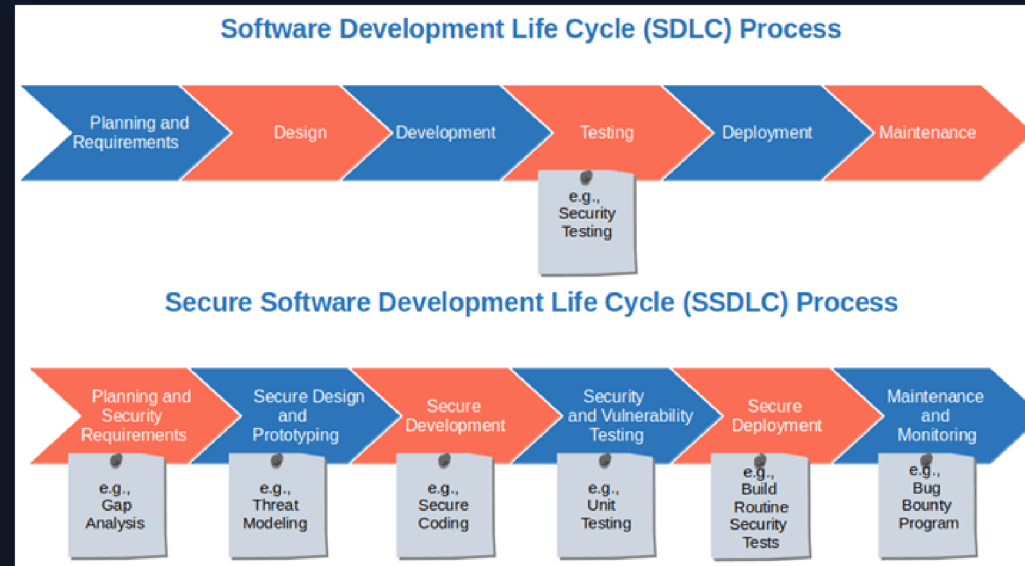 Software Development Life Cycle (SDLC) Process
Planning and
Requirements
Design
Development
Testing
Deployment
Maintenance
e.g.,
Security
Testing
Secure Software Development Life Cycle (SSDLC) Process
Planning and
Security
Requirements
Secure Design
and
Prototyping
Secure
Development
Security
and Vulnerability
Testing
Secure
Deployment
Maintenance
and
Monitoring
e.g.,
Gap
Analysis
e.g.,
Threat
Modeling
e.g.,
Secure
Coding
e.g.,
Unit
Testing
e.g.,
Build
Routine
Security
Tests
e.g.,
Bug
Bounty
Program